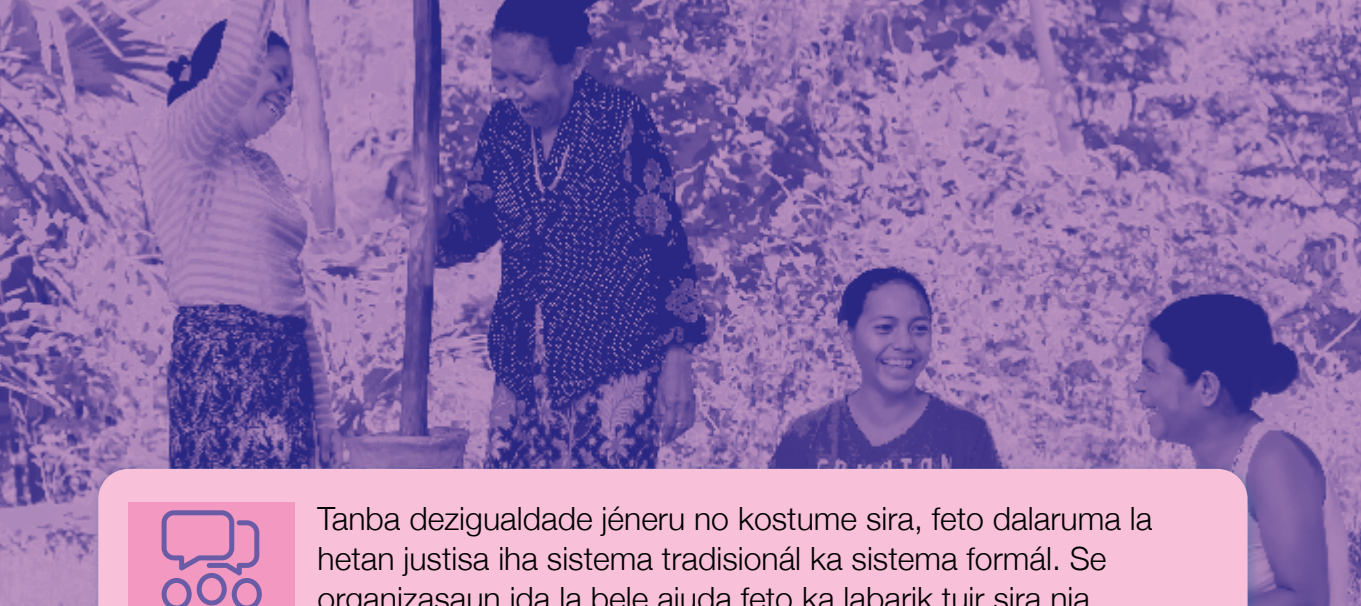 Tanba dezigualdade jéneru no kostume sira, feto dalaruma la
hetan justisa iha sistema tradisionál ka sistema formál. Se
organizasaun ida la bele ajuda feto ka labarik tuir sira nia